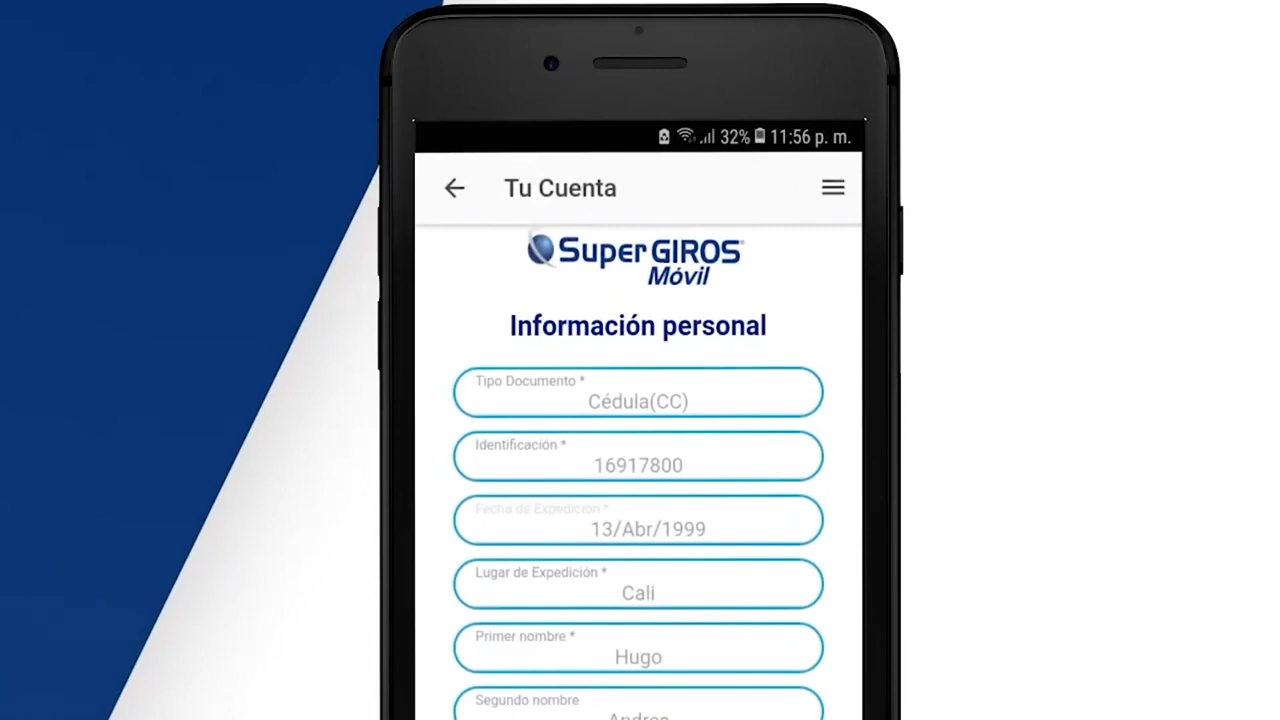 32% 11:56 p. m.
Tu Cuenta
SuperGIROS
Móvil
Información personal
Tipo Documento *
Cédula(CC)
Identificación *
16917800
Fecha de Expedición *
13/Abr/1999
Lugar de Expedición *
Cali
Primer nombre *
Hugo
Segundo nombre
Andres